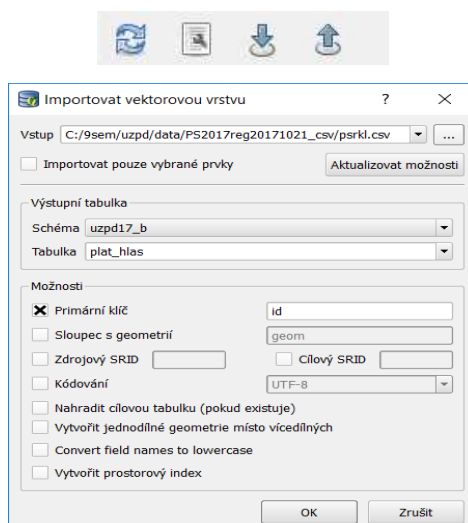 Importovat vektorovou vrstvu ? ×
Vstup C:/9sem/uzpd/data/PS2017reg20171021_csv/psrkl.csv ...
Importovat pouze vybrané prvky Aktualizovat možnosti
Výstupní tabulka
Schéma uzpd17_b
Tabulka plat_hlas
Možnosti
Primární klíč id
Sloupec s geometrií geom
Zdrojový SRID Cílový SRID
Kódování UTF-8
Nahradit cílovou tabulku (pokud existuje)
Vytvořit jednodílné geometrie místo vícedílných
Convert field names to lowercase
Vytvořit prostorový index
OK Zrušit